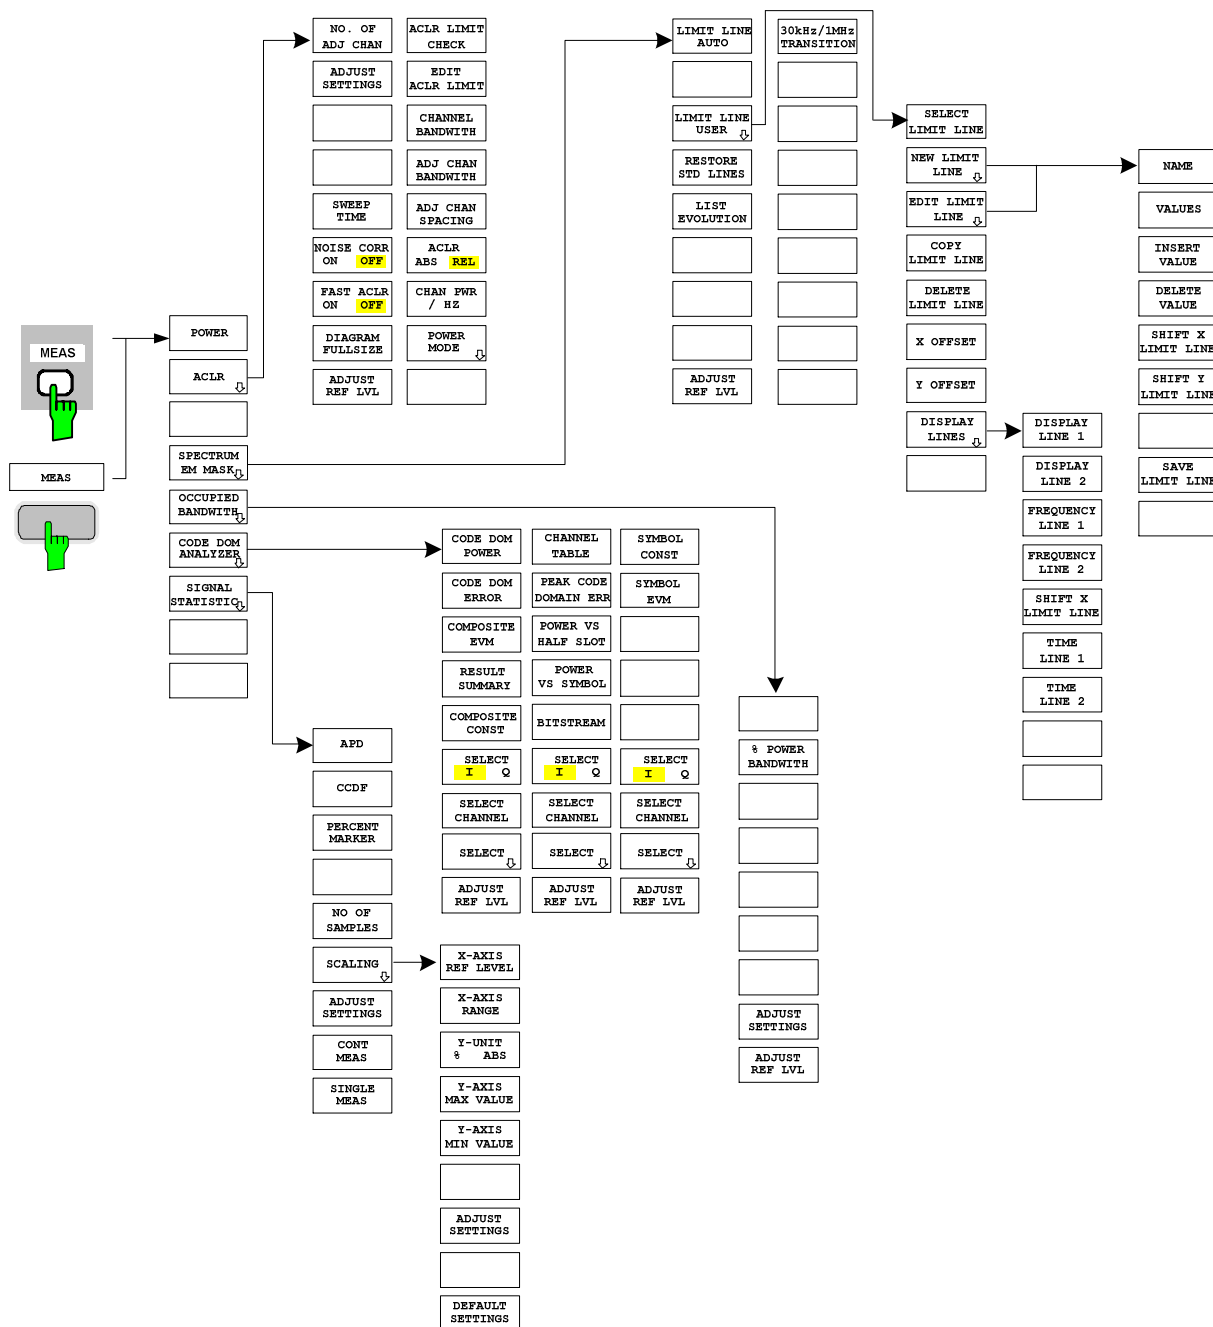 MEAS
MEAS
POWER
ACLR
SPECTRUM
EM MASK
OCCUPIED
BANDWITH
CODE DOM
ANALYZER
SIGNAL
STATISTIC
NO. OF
ADJ CHAN
ADJUST
SETTINGS
SWEEP
TIME
NOISE CORR
ON OFF
FAST ACLR
ON OFF
DIAGRAM
FULLSIZE
ADJUST
REF LVL
ACLR LIMIT
CHECK
EDIT
ACLR LIMIT
CHANNEL
BANDWITH
ADJ CHAN
BANDWITH
ADJ CHAN
SPACING
ACLR
ABS REL
CHAN PWR
/ HZ
POWER
MODE
LIMIT LINE
AUTO
LIMIT LINE
USER
RESTORE
STD LINES
LIST
EVOLUTION
ADJUST
REF LVL
30kHz/1MHz
TRANSITION
SELECT
LIMIT LINE
NEW LIMIT
LINE
EDIT LIMIT
LINE
COPY
LIMIT LINE
DELETE
LIMIT LINE
X OFFSET
Y OFFSET
DISPLAY
LINES
DISPLAY
LINE 1
DISPLAY
LINE 2
FREQUENCY
LINE 1
FREQUENCY
LINE 2
SHIFT X
LIMIT LINE
TIME
LINE 1
TIME
LINE 2
NAME
VALUES
INSERT
VALUE
DELETE
VALUE
SHIFT X
LIMIT LINE
SHIFT Y
LIMIT LINE
SAVE
LIMIT LINE
CODE DOM
POWER
CODE DOM
ERROR
COMPOSITE
EVM
RESULT
SUMMARY
COMPOSITE
CONST
SELECT
I Q
SELECT
CHANNEL
SELECT
ADJUST
REF LVL
CHANNEL
TABLE
PEAK CODE
DOMAIN ERR
POWER VS
HALF SLOT
POWER
VS SYMBOL
BITSTREAM
SELECT
I Q
SELECT
CHANNEL
SELECT
ADJUST
REF LVL
SYMBOL
CONST
SYMBOL
EVM
SELECT
I Q
SELECT
CHANNEL
SELECT
ADJUST
REF LVL
% POWER
BANDWITH
ADJUST
SETTINGS
ADJUST
REF LVL
APD
CCDF
PERCENT
MARKER
NO OF
SAMPLES
SCALING
ADJUST
SETTINGS
CONT
MEAS
SINGLE
MEAS
X-AXIS
REF LEVEL
X-AXIS
RANGE
Y-UNIT
% ABS
Y-AXIS
MAX VALUE
Y-AXIS
MIN VALUE
ADJUST
SETTINGS
DEFAULT
SETTINGS